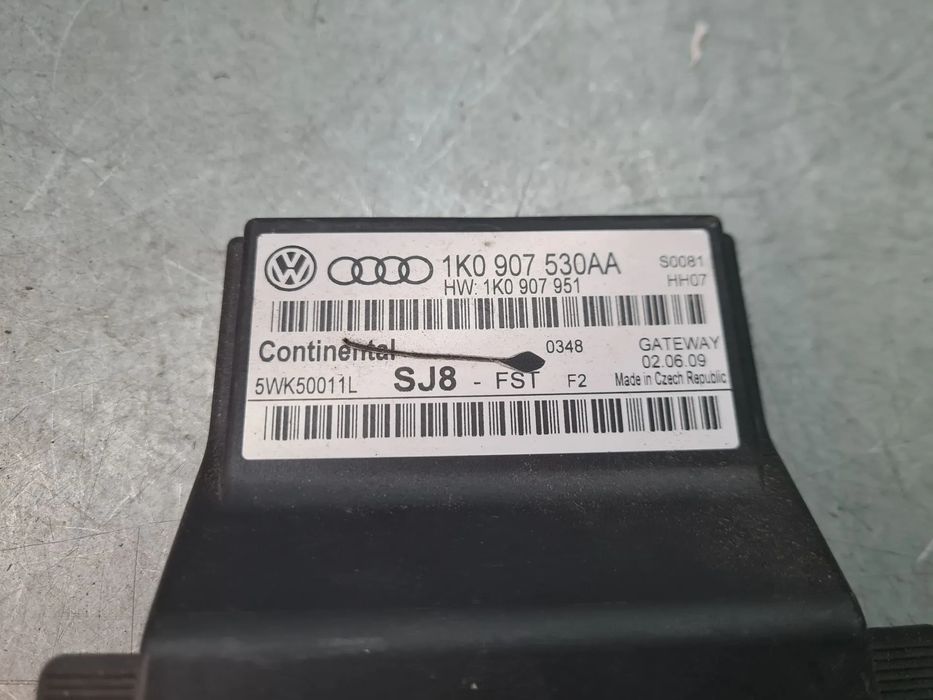 1K0 907 530AA S0081
HW: 1K0 907 951 HH07
Continental 0348 GATEWAY
02.06.09
5WK50011L SJ8 - FST F2 Made in Czech Republic